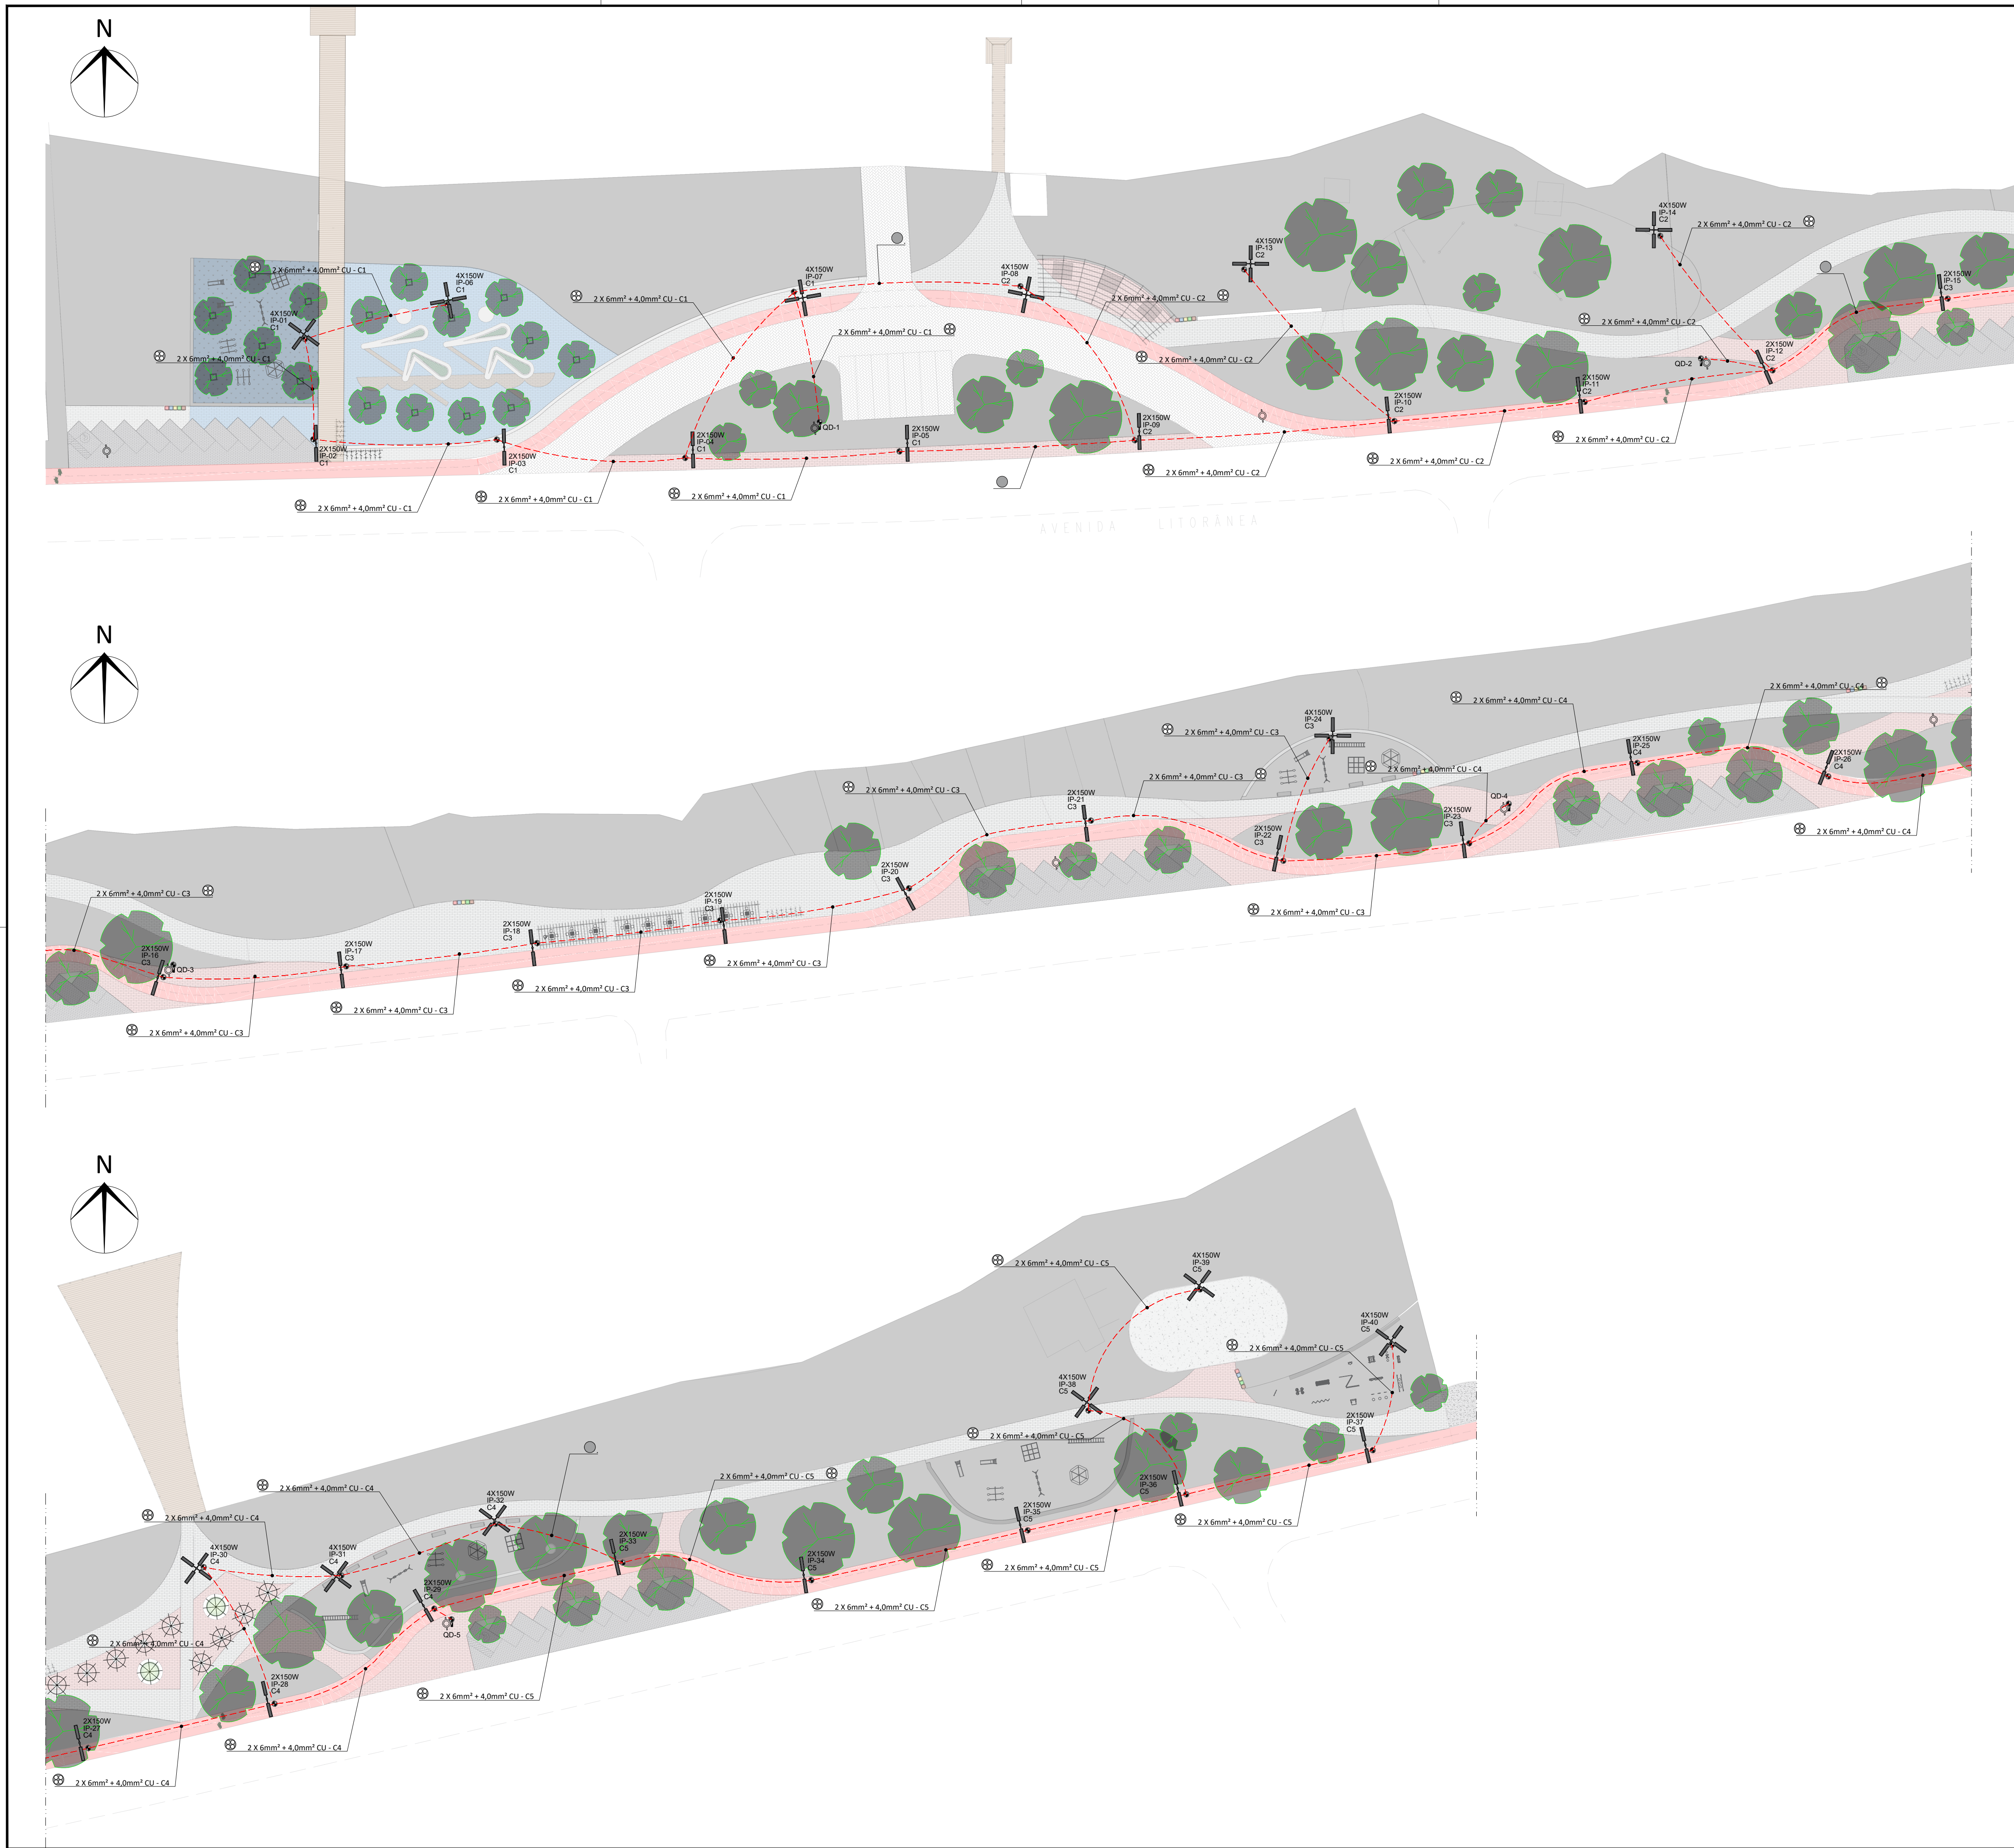 N
4X150W
IP-14
C2
2 X 6mm² + 4,0mm² CU - C2
4X150W
IP-13
C2
2 X 6mm² + 4,0mm² CU - C1
4X150W
IP-06
C1
4X150W
IP-07
C1
4X150W
IP-08
C2
2X150W
IP-15
C3
2 X 6mm² + 4,0mm² CU - C1
2 X 6mm² + 4,0mm² CU - C2
4X150W
IP-01
C1
2 X 6mm² + 4,0mm² CU - C1
2 X 6mm² + 4,0mm² CU - C2
2 X 6mm² + 4,0mm² CU - C1
2 X 6mm² + 4,0mm² CU - C2
2X150W
IP-12
C2
QD-2
2X150W
IP-11
C2
2X150W
IP-10
C2
2X150W
IP-09
C2
QD-1
2X150W
IP-05
C1
2X150W
IP-04
C1
2X150W
IP-02
C1
2X150W
IP-03
C1
2 X 6mm² + 4,0mm² CU - C2
2 X 6mm² + 4,0mm² CU - C2
2 X 6mm² + 4,0mm² CU - C2
2 X 6mm² + 4,0mm² CU - C1
2 X 6mm² + 4,0mm² CU - C1
2 X 6mm² + 4,0mm² CU - C1
AVENIDA LITORÂNEA
N
2 X 6mm² + 4,0mm² CU - C4
2 X 6mm² + 4,0mm² CU - C4
4X150W
IP-24
C3
2 X 6mm² + 4,0mm² CU - C3
2X150W
IP-25
C4
2X150W
IP-26
C4
2 X 6mm² + 4,0mm² CU - C4
2 X 6mm² + 4,0mm² CU - C3
2 X 6mm² + 4,0mm² CU - C3
2X150W
IP-21
C3
QD-4
2X150W
IP-23
C3
2X150W
IP-22
C3
2 X 6mm² + 4,0mm² CU - C4
2X150W
IP-20
C3
2 X 6mm² + 4,0mm² CU - C3
2X150W
IP-19
C3
2 X 6mm² + 4,0mm² CU - C3
2X150W
IP-18
C3
2X150W
IP-17
C3
2X150W
IP-16
C3
QD-3
2 X 6mm² + 4,0mm² CU - C3
2 X 6mm² + 4,0mm² CU - C3
2 X 6mm² + 4,0mm² CU - C3
2 X 6mm² + 4,0mm² CU - C3
N
4X150W
IP-39
C5
2 X 6mm² + 4,0mm² CU - C5
4X150W
IP-40
C5
2 X 6mm² + 4,0mm² CU - C5
4X150W
IP-38
C5
2X150W
IP-37
C5
2 X 6mm² + 4,0mm² CU - C5
2 X 6mm² + 4,0mm² CU - C5
2X150W
IP-36
C5
2 X 6mm² + 4,0mm² CU - C4
4X150W
IP-32
C4
2X150W
IP-35
C5
2 X 6mm² + 4,0mm² CU - C4
2 X 6mm² + 4,0mm² CU - C5
2X150W
IP-33
C5
4X150W
IP-30
C4
4X150W
IP-31
C4
2X150W
IP-34
C5
2 X 6mm² + 4,0mm² CU - C5
2X150W
IP-29
C4
2 X 6mm² + 4,0mm² CU - C5
QD-5
2 X 6mm² + 4,0mm² CU - C4
2X150W
IP-28
C4
2 X 6mm² + 4,0mm² CU - C5
2X150W
IP-27
C4
2 X 6mm² + 4,0mm² CU - C4
2 X 6mm² + 4,0mm² CU - C4